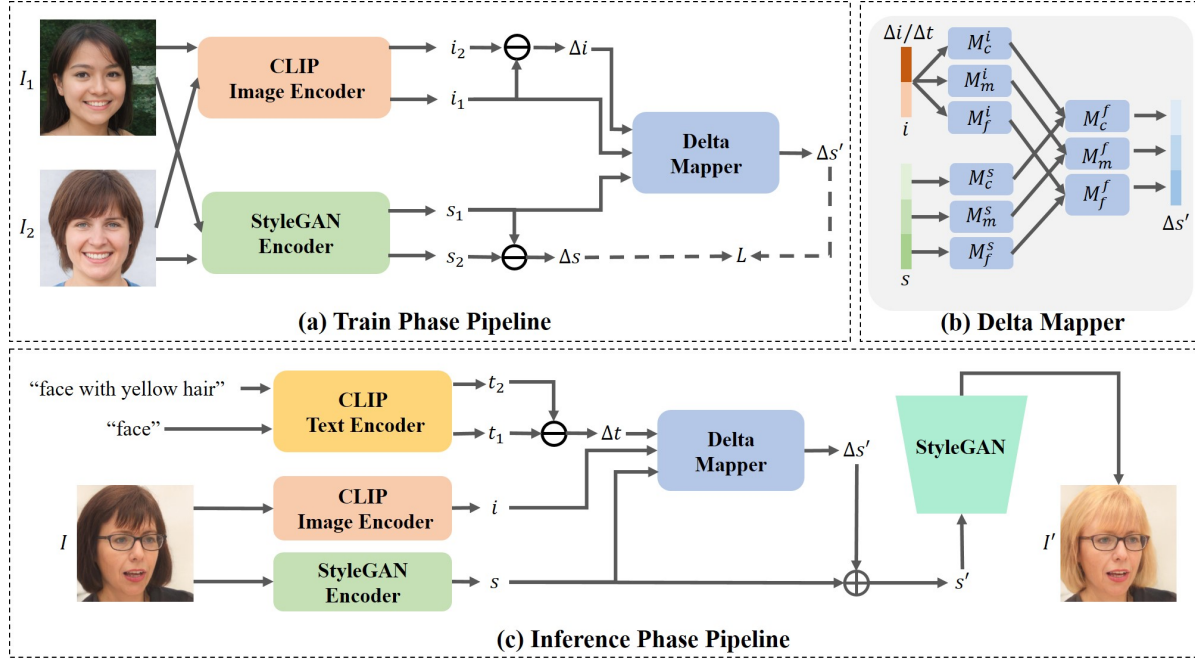 I₁
I₂
CLIP
Image Encoder
StyleGAN
Encoder
i₂
Δi
i₁
s₁
s₂
Δs
Delta
Mapper
Δs′
L
(a) Train Phase Pipeline
Δi/Δt
i
s
M_c^i
M_m^i
M_f^i
M_c^s
M_m^s
M_f^s
M_c^f
M_m^f
M_f^f
Δs′
(b) Delta Mapper
“face with yellow hair”
“face”
CLIP
Text Encoder
t₂
t₁
Δt
I
CLIP
Image Encoder
i
StyleGAN
Encoder
s
Delta
Mapper
Δs′
s′
StyleGAN
I′
(c) Inference Phase Pipeline